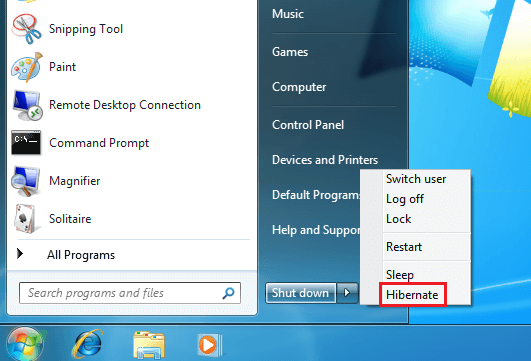 Snipping Tool
Paint
Remote Desktop Connection
Command Prompt
Magnifier
Solitaire
All Programs
Search programs and files
Music
Games
Computer
Control Panel
Devices and Printers
Default Programs
Help and Suppor
Shut down
Switch user
Log off
Lock
Restart
Sleep
Hibernate